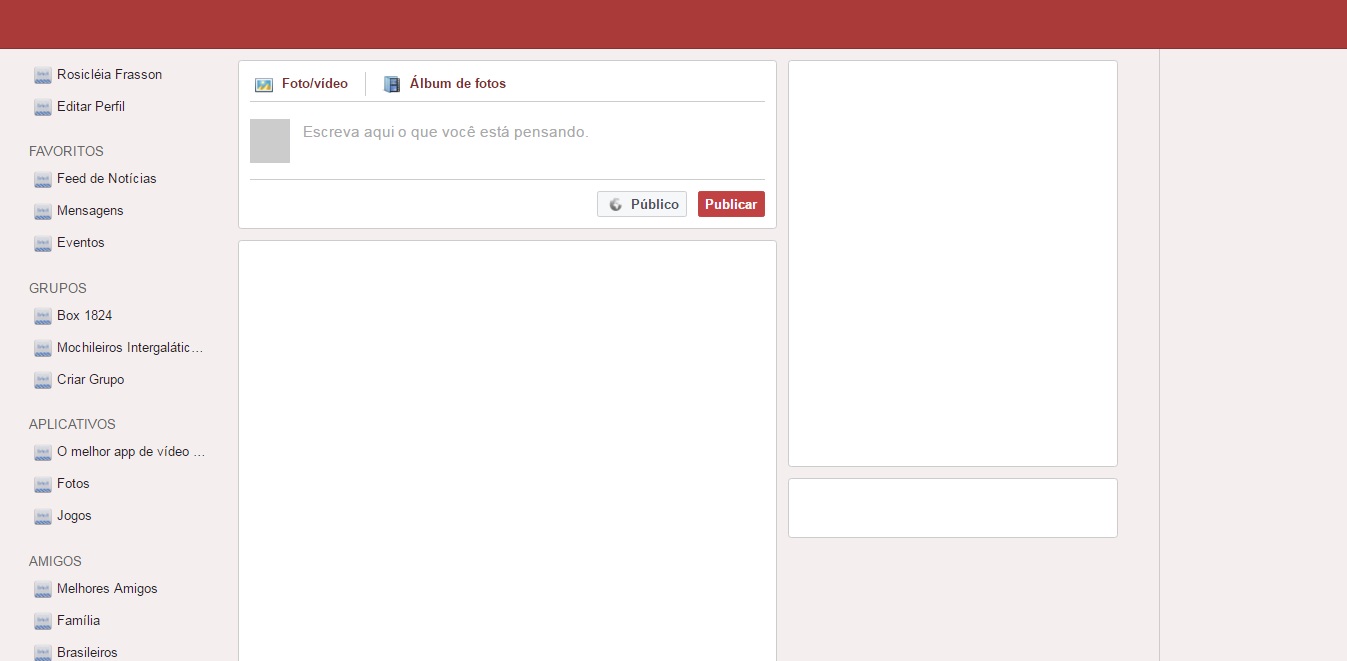 Rosicléia Frasson
Editar Perfil
FAVORITOS
Feed de Notícias
Mensagens
Eventos
GRUPOS
Box 1824
Mochileiros Intergalátic...
Criar Grupo
APLICATIVOS
O melhor app de vídeo ...
Fotos
Jogos
AMIGOS
Melhores Amigos
Família
Brasileiros
Foto/vídeo
Álbum de fotos
Escreva aqui o que você está pensando.
Público
Publicar